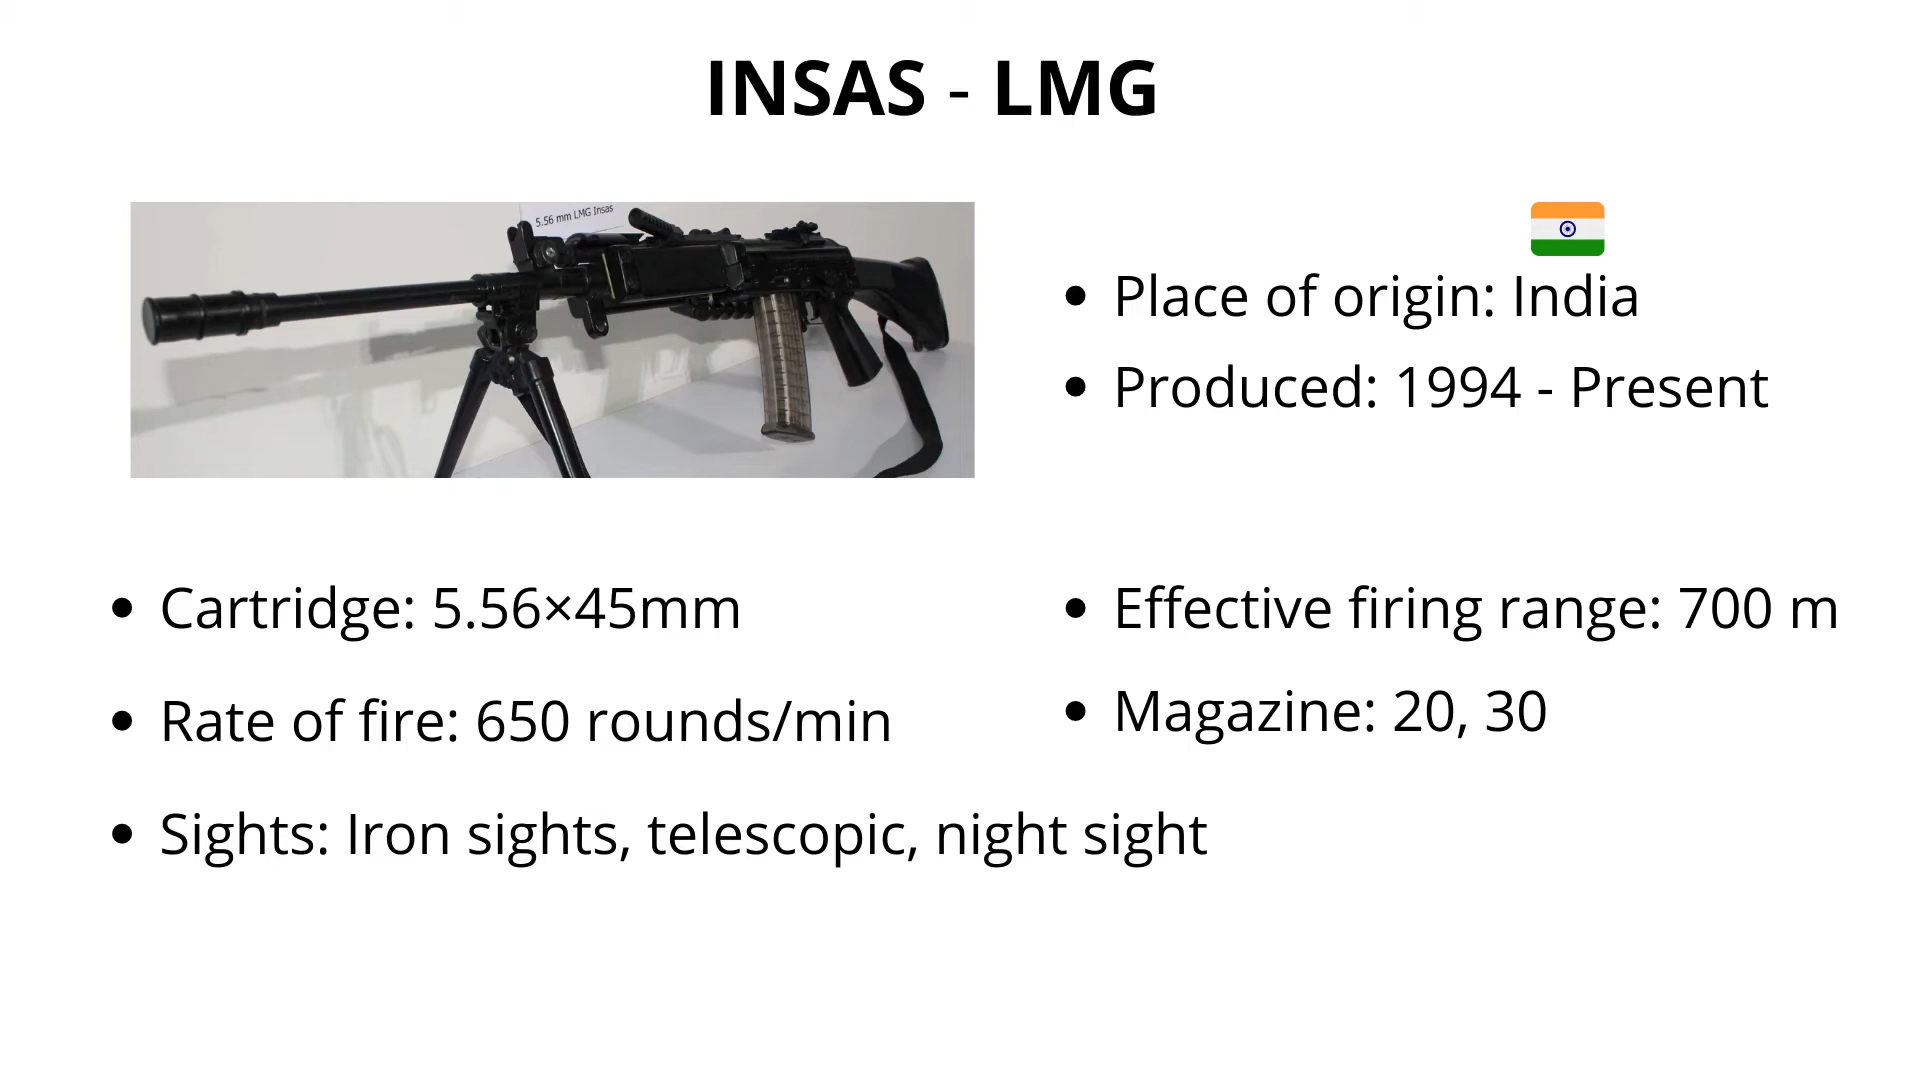 INSAS - LMG
5.56 mm LMG Insas
• Place of origin: India
• Produced: 1994 - Present
• Cartridge: 5.56×45mm
• Effective firing range: 700 m
• Rate of fire: 650 rounds/min
• Magazine: 20, 30
• Sights: Iron sights, telescopic, night sight